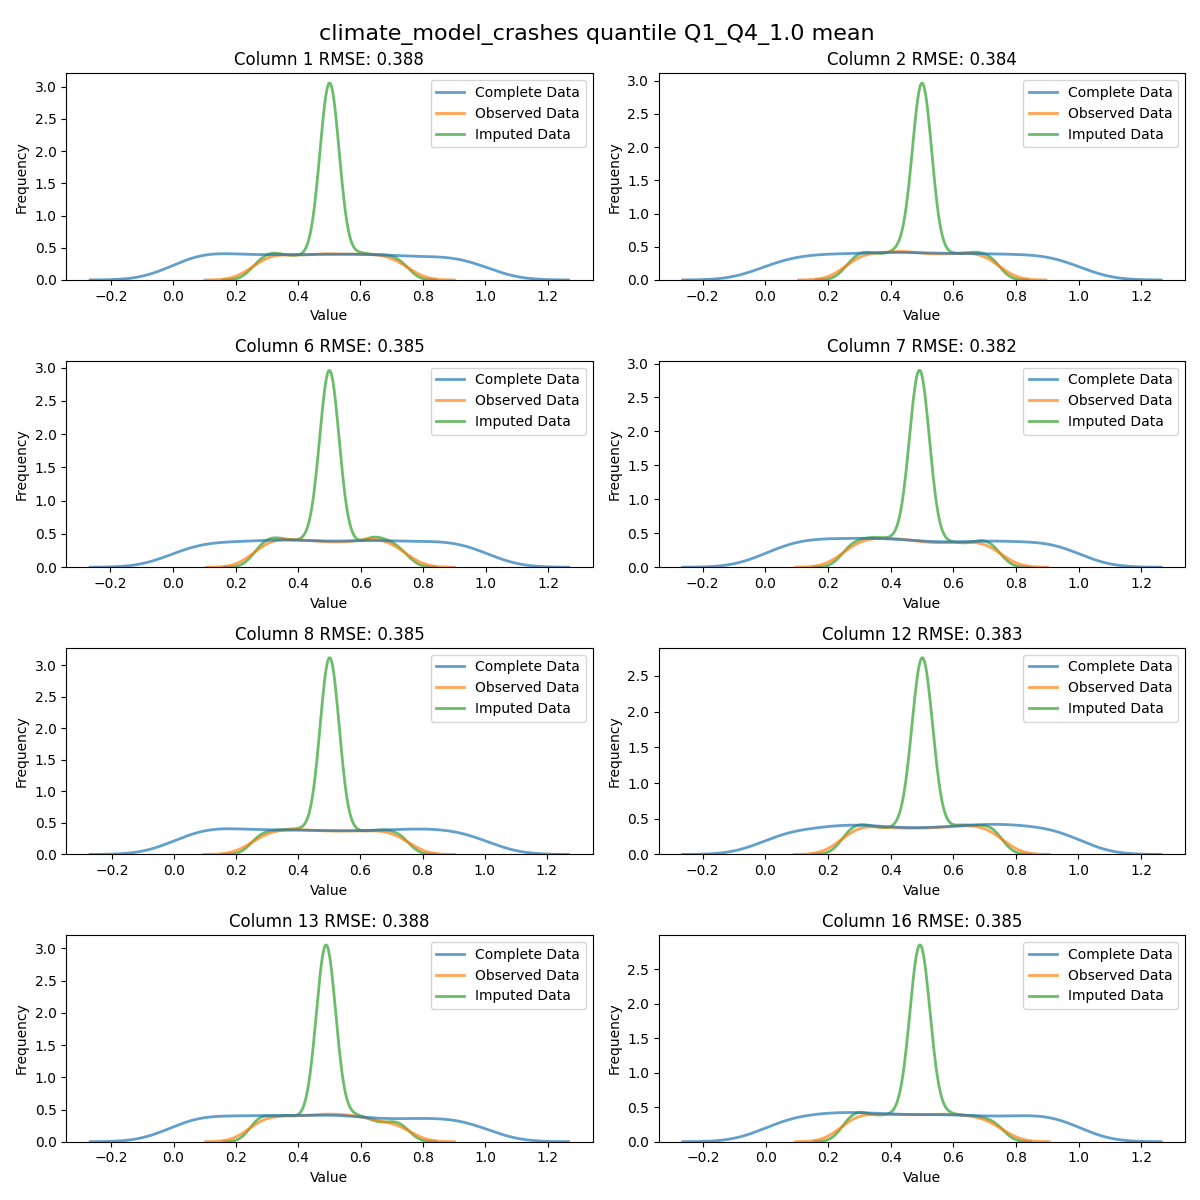 climate_model_crashes quantile Q1_Q4_1.0 mean
Column 1 RMSE: 0.388
Frequency
3.0
2.5
2.0
1.5
1.0
0.5
0.0
Complete Data
Observed Data
Imputed Data
−0.2 0.0 0.2 0.4 0.6 0.8 1.0 1.2
Value
Column 2 RMSE: 0.384
Frequency
3.0
2.5
2.0
1.5
1.0
0.5
0.0
Complete Data
Observed Data
Imputed Data
−0.2 0.0 0.2 0.4 0.6 0.8 1.0 1.2
Value
Column 6 RMSE: 0.385
Frequency
3.0
2.5
2.0
1.5
1.0
0.5
0.0
Complete Data
Observed Data
Imputed Data
−0.2 0.0 0.2 0.4 0.6 0.8 1.0 1.2
Value
Column 7 RMSE: 0.382
Frequency
3.0
2.5
2.0
1.5
1.0
0.5
0.0
Complete Data
Observed Data
Imputed Data
−0.2 0.0 0.2 0.4 0.6 0.8 1.0 1.2
Value
Column 8 RMSE: 0.385
Frequency
3.0
2.5
2.0
1.5
1.0
0.5
0.0
Complete Data
Observed Data
Imputed Data
−0.2 0.0 0.2 0.4 0.6 0.8 1.0 1.2
Value
Column 12 RMSE: 0.383
Frequency
2.5
2.0
1.5
1.0
0.5
0.0
Complete Data
Observed Data
Imputed Data
−0.2 0.0 0.2 0.4 0.6 0.8 1.0 1.2
Value
Column 13 RMSE: 0.388
Frequency
3.0
2.5
2.0
1.5
1.0
0.5
0.0
Complete Data
Observed Data
Imputed Data
−0.2 0.0 0.2 0.4 0.6 0.8 1.0 1.2
Value
Column 16 RMSE: 0.385
Frequency
2.5
2.0
1.5
1.0
0.5
0.0
Complete Data
Observed Data
Imputed Data
−0.2 0.0 0.2 0.4 0.6 0.8 1.0 1.2
Value